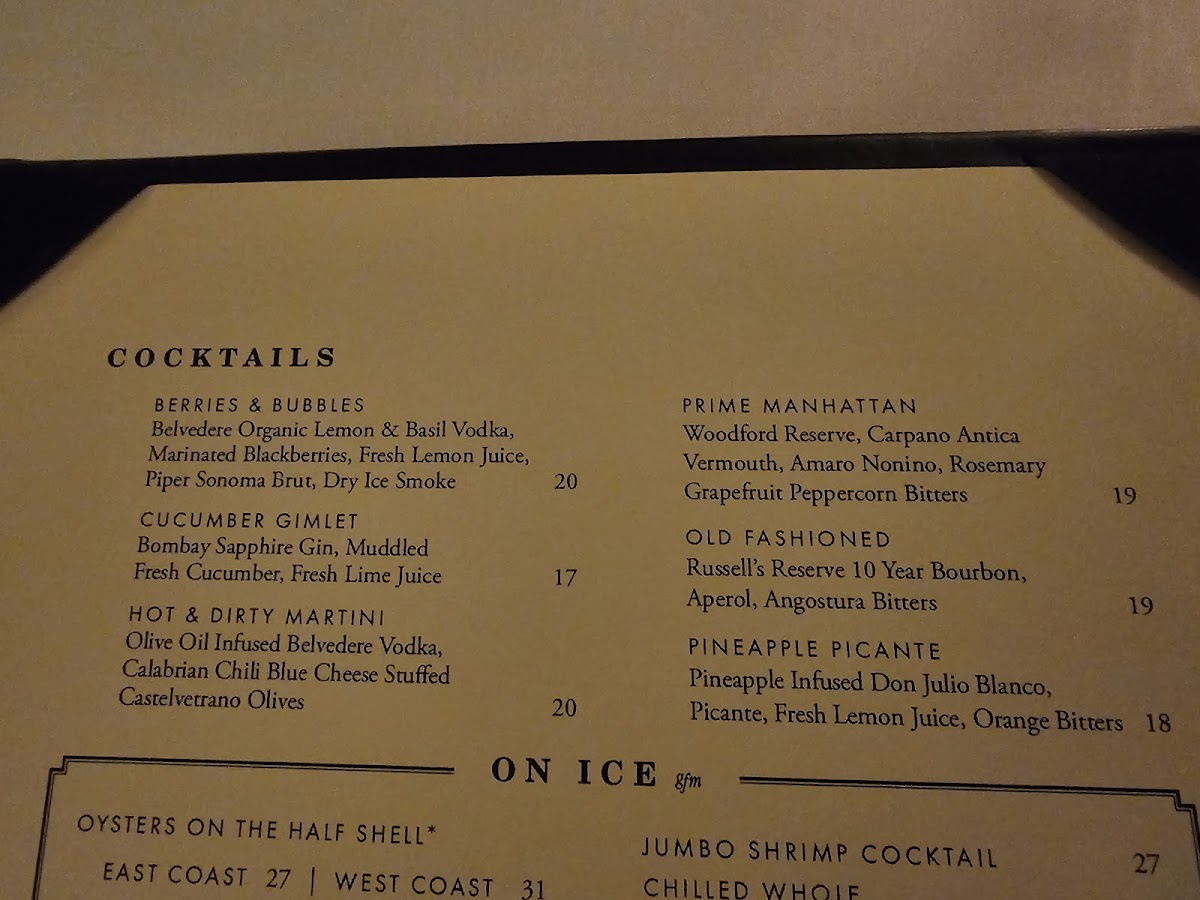 COCKTAILS
BERRIES & BUBBLES
Belvedere Organic Lemon & Basil Vodka,
Marinated Blackberries, Fresh Lemon Juice,
Piper Sonoma Brut, Dry Ice Smoke 20
CUCUMBER GIMLET
Bombay Sapphire Gin, Muddled
Fresh Cucumber, Fresh Lime Juice 17
HOT & DIRTY MARTINI
Olive Oil Infused Belvedere Vodka,
Calabrian Chili Blue Cheese Stuffed
Castelvetrano Olives 20
PRIME MANHATTAN
Woodford Reserve, Carpano Antica
Vermouth, Amaro Nonino, Rosemary
Grapefruit Peppercorn Bitters 19
OLD FASHIONED
Russell's Reserve 10 Year Bourbon,
Aperol, Angostura Bitters 19
PINEAPPLE PICANTE
Pineapple Infused Don Julio Blanco,
Picante, Fresh Lemon Juice, Orange Bitters 18
ON ICE gfm
OYSTERS ON THE HALF SHELL*
EAST COAST 27 | WEST COAST 31
JUMBO SHRIMP COCKTAIL 27
CHILLED WHOLE